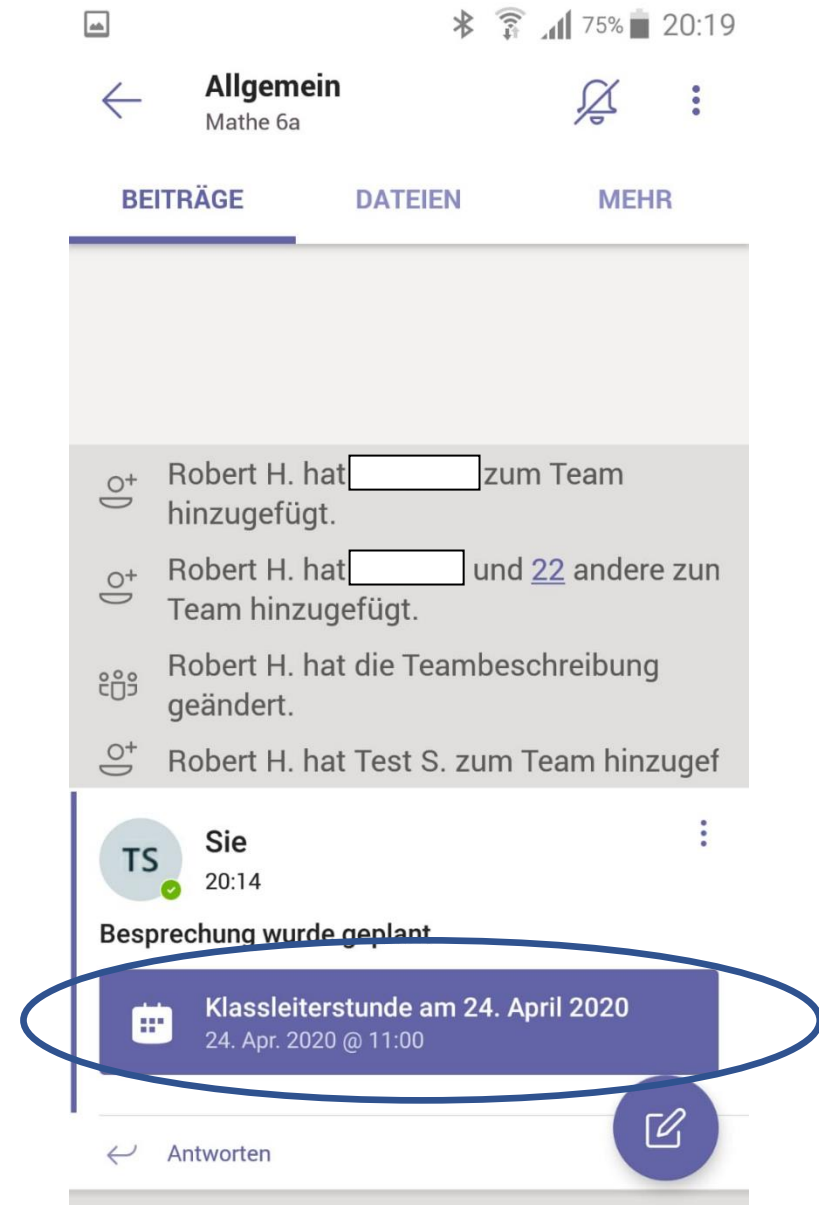 75% 20:19
Allgemein
Mathe 6a
BEITRÄGE DATEIEN MEHR
Robert H. hat zum Team
hinzugefügt.
Robert H. hat und 22 andere zun
Team hinzugefügt.
Robert H. hat die Teambeschreibung
geändert.
Robert H. hat Test S. zum Team hinzugef
TS
Sie
20:14
Besprechung wurde geplant
Klassleiterstunde am 24. April 2020
24. Apr. 2020 @ 11:00
Antworten